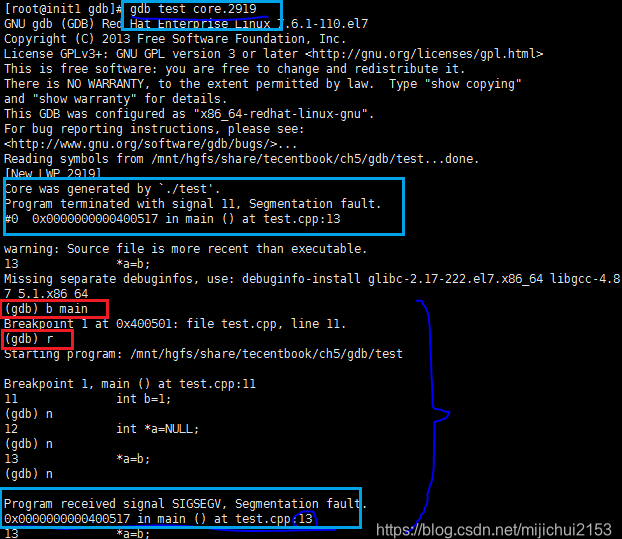 [root@init1 gdb]# gdb test core.2919
GNU gdb (GDB) Red Hat Enterprise Linux 7.6.1-110.el7
Copyright (C) 2013 Free Software Foundation, Inc.
License GPLv3+: GNU GPL version 3 or later <http://gnu.org/licenses/gpl.html>
This is free software: you are free to change and redistribute it.
There is NO WARRANTY, to the extent permitted by law.  Type "show copying"
and "show warranty" for details.
This GDB was configured as "x86_64-redhat-linux-gnu".
For bug reporting instructions, please see:
<http://www.gnu.org/software/gdb/bugs/>...
Reading symbols from /mnt/hgfs/share/tecentbook/ch5/gdb/test...done.
[New LWP 2919]
Core was generated by `./test'.
Program terminated with signal 11, Segmentation fault.
#0  0x0000000000400517 in main () at test.cpp:13
warning: Source file is more recent than executable.
13              *a=b;
Missing separate debuginfos, use: debuginfo-install glibc-2.17-222.el7.x86_64 libgcc-4.8
87 5.1.x86 64
(gdb) b main
Breakpoint 1 at 0x400501: file test.cpp, line 11.
(gdb) r
Starting program: /mnt/hgfs/share/tecentbook/ch5/gdb/test
Breakpoint 1, main () at test.cpp:11
11              int b=1;
(gdb) n
12              int *a=NULL;
(gdb) n
13              *a=b;
(gdb) n
Program received signal SIGSEGV, Segmentation fault.
0x0000000000400517 in main () at test.cpp:13
13              *a=b;
https://blog.csdn.net/mijichui2153